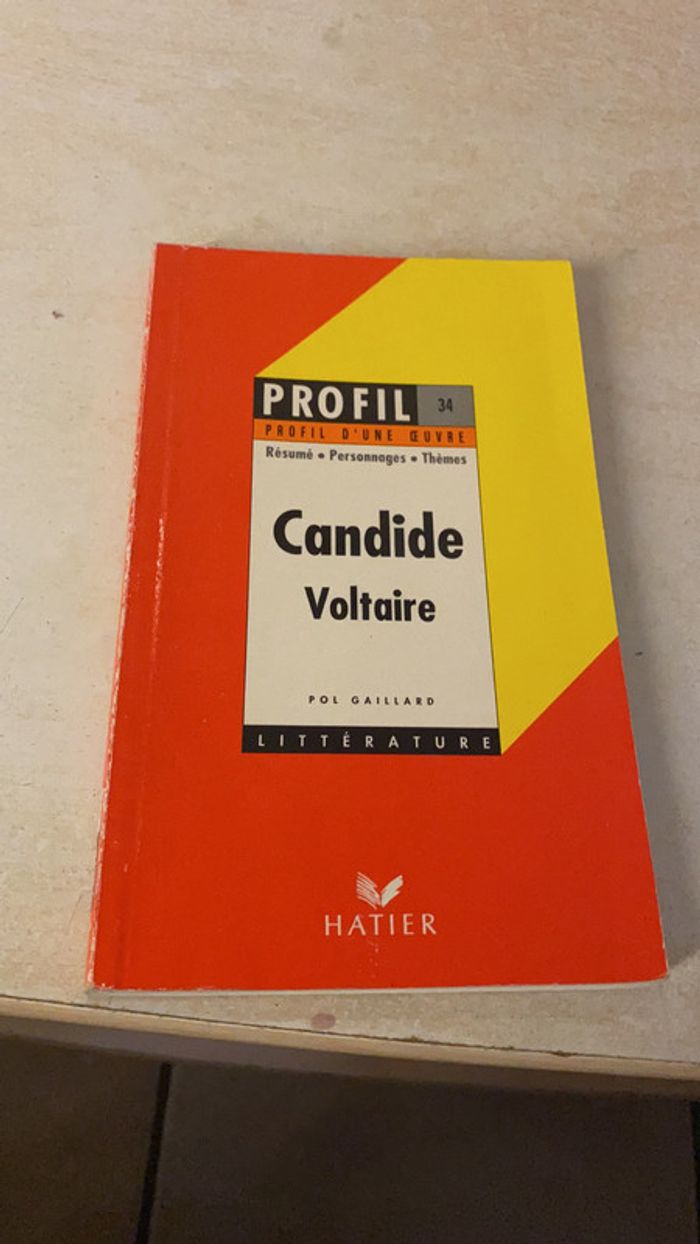 PROFIL 34
PROFIL D'UNE ŒUVRE
Résumé • Personnages • Thèmes
Candide
Voltaire
POL GAILLARD
LITTÉRATURE
HATIER